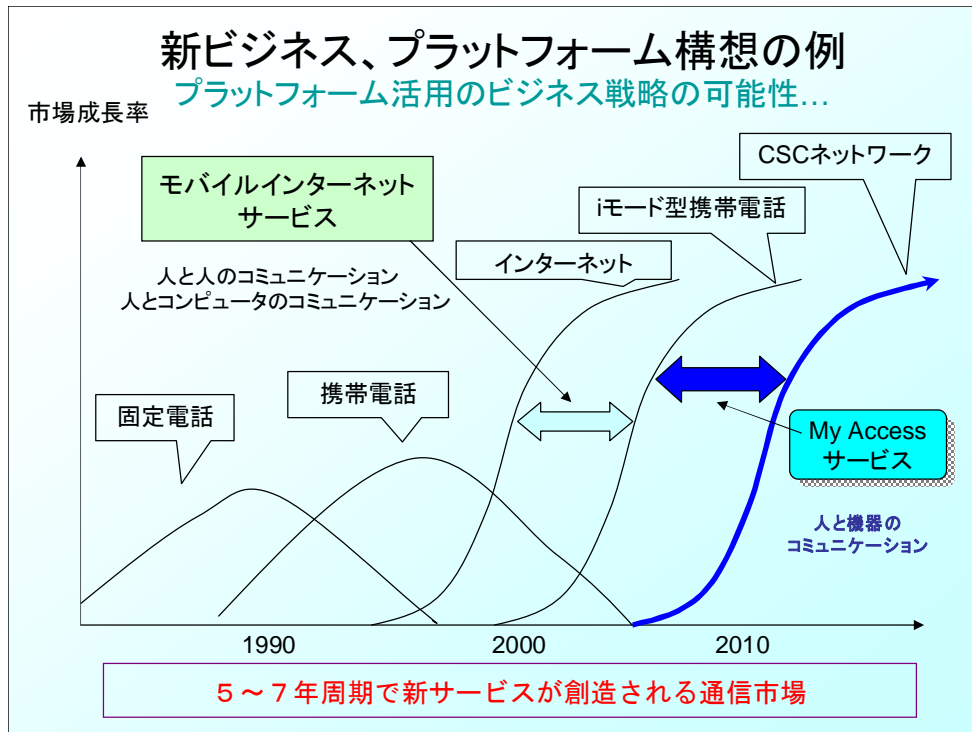 新ビジネス、プラットフォーム構想の例
プラットフォーム活用のビジネス戦略の可能性…
市場成長率
CSCネットワーク
モバイルインターネット
サービス
iモード型携帯電話
インターネット
人と人のコミュニケーション
人とコンピュータのコミュニケーション
携帯電話
固定電話
My Access
サービス
人と機器の
コミュニケーション
1990
2000
2010
５～７年周期で新サービスが創造される通信市場